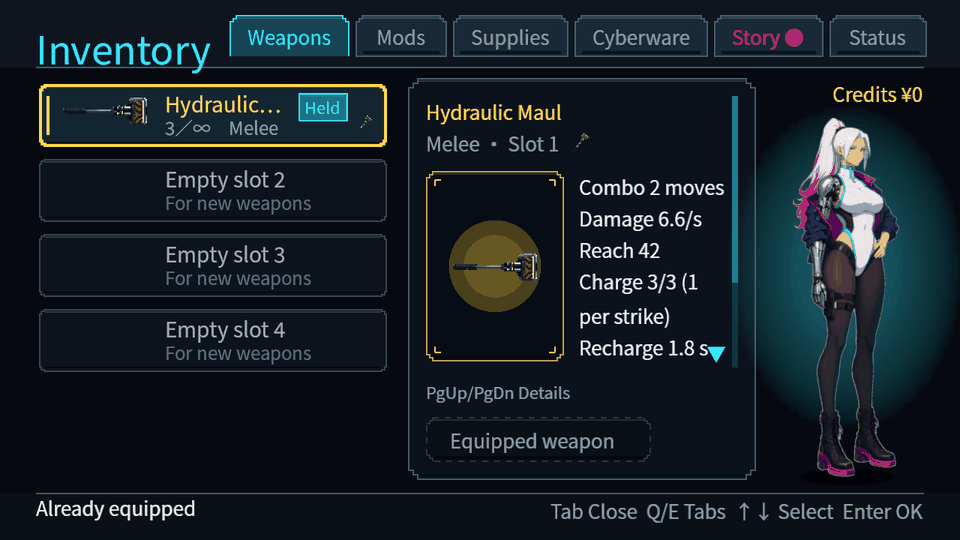 Inventory
Weapons
Mods
Supplies
Cyberware
Story
Status
Hydraulic…
Held
3/∞ Melee
Empty slot 2
For new weapons
Empty slot 3
For new weapons
Empty slot 4
For new weapons
Hydraulic Maul
Melee • Slot 1
Combo 2 moves
Damage 6.6/s
Reach 42
Charge 3/3 (1
per strike)
Recharge 1.8 s
PgUp/PgDn Details
Equipped weapon
Credits ¥0
Already equipped
Tab Close Q/E Tabs ↑↓ Select Enter OK